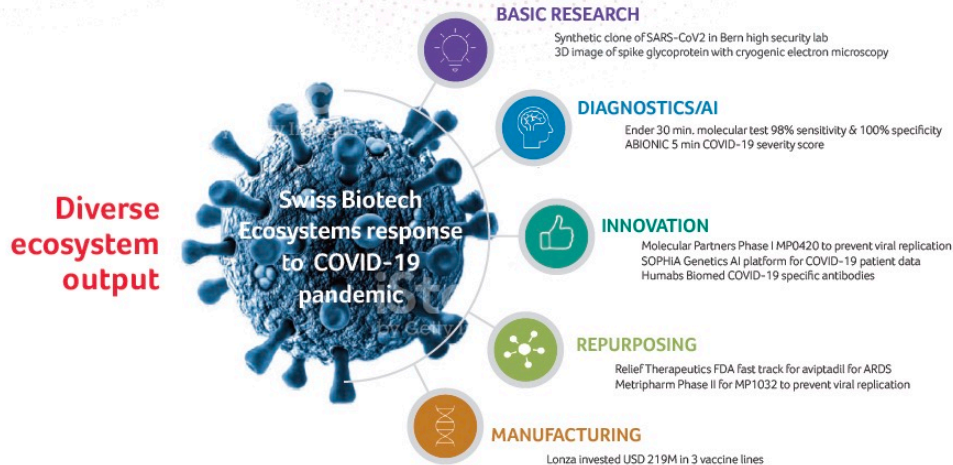 BASIC RESEARCH
Synthetic clone of SARS-CoV2 in Bern high security lab
3D image of spike glycoprotein with cryogenic electron microscopy
DIAGNOSTICS/AI
Ender 30 min. molecular test 98% sensitivity & 100% specificity
ABIONIC 5 min COVID-19 severity score
Diverse
ecosystem
output
Swiss Biotech
Ecosystems response
to COVID-19
pandemic
iSt
by Getty I
INNOVATION
Molecular Partners Phase I MP0420 to prevent viral replication
SOPHiA Genetics AI platform for COVID-19 patient data
Humabs Biomed COVID-19 specific antibodies
REPURPOSING
Relief Therapeutics FDA fast track for aviptadil for ARDS
Metripharm Phase II for MP1032 to prevent viral replication
MANUFACTURING
Lonza invested USD 219M in 3 vaccine lines